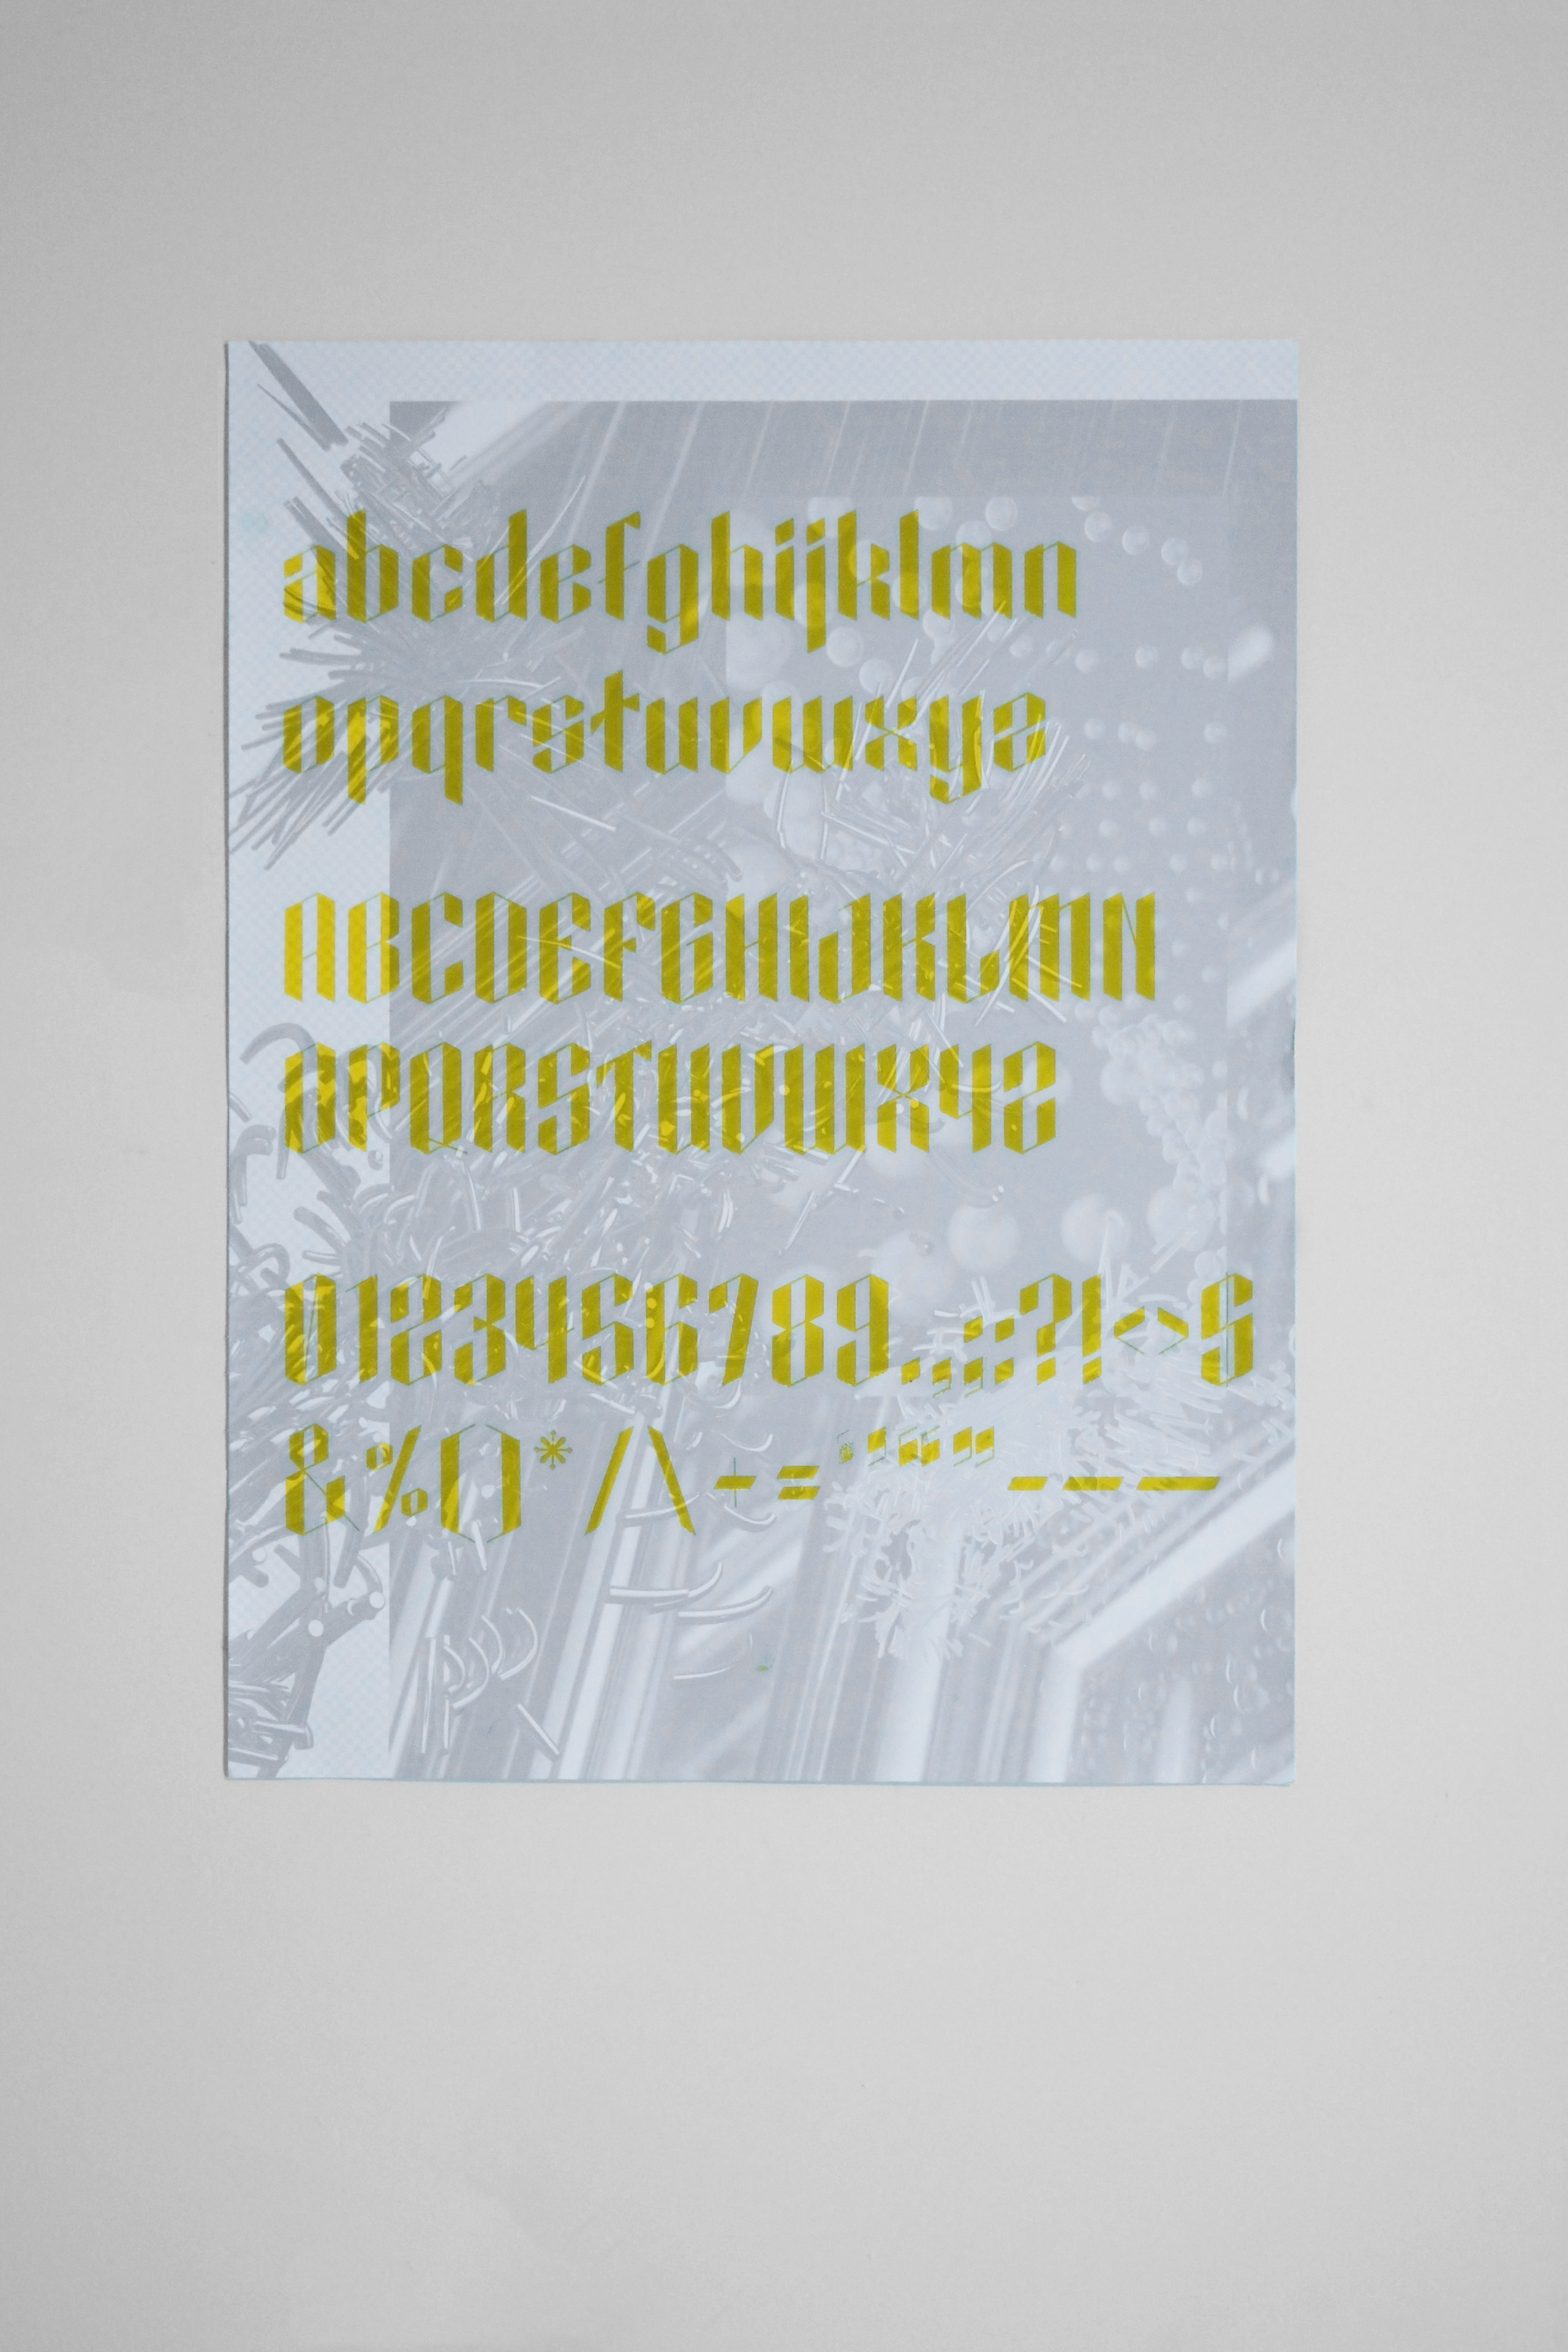 abcdefghijklmn
opqrstuvwxyz
ABCDEFGHIJKLMN
OPQRSTUVWXYZ
0123456789.,;:?!<>S
&%()*/\-+=''“”---